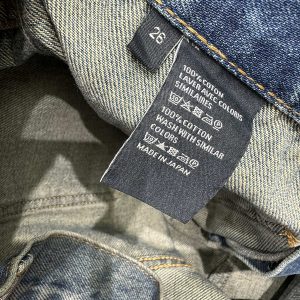 26
100% COTON
LAVER AVEC COLORIS
SIMILAIRES
100% COTTON
WASH WITH SIMILAR
COLORS
MADE IN JAPAN